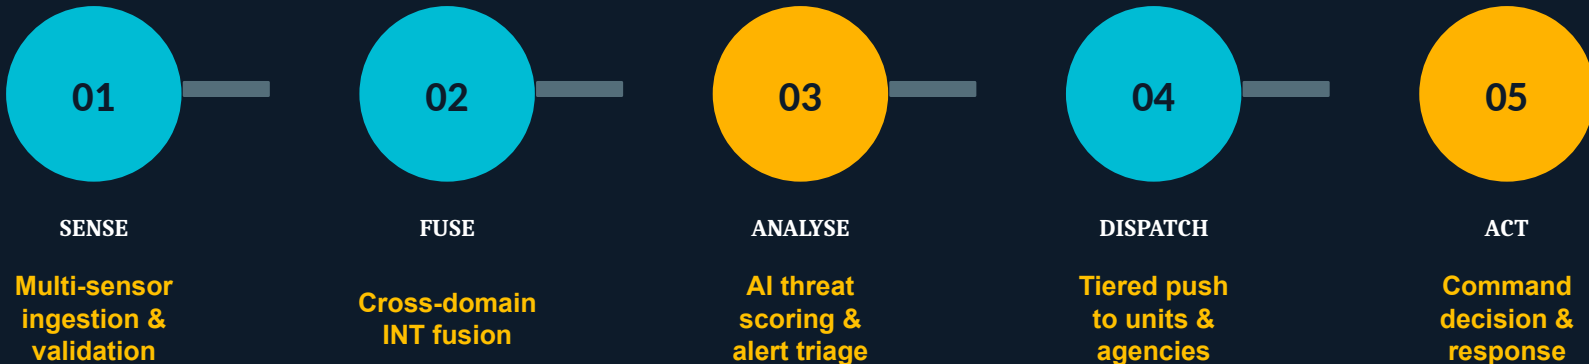 01
02
03
04
05
SENSE
FUSE
ANALYSE
DISPATCH
ACT
Multi-sensor
ingestion &
validation
Cross-domain
INT fusion
AI threat
scoring &
alert triage
Tiered push
to units &
agencies
Command
decision &
response